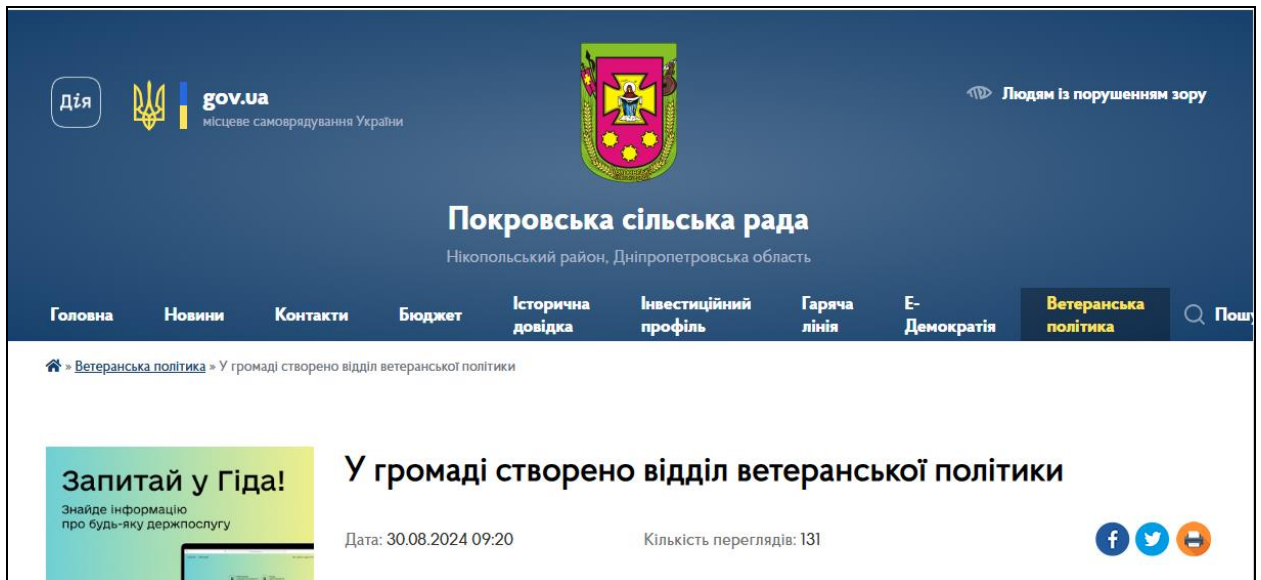 Дія
gov.ua
місцеве самоврядування України
Людям із порушенням зору
Покровська сільська рада
Нікопольський район, Дніпропетровська область
Головна Новини Контакти Бюджет Історична довідка Інвестиційний профіль Гаряча лінія Е-Демократія Ветеранська політика Пошу
» Ветеранська політика » У громаді створено відділ ветеранської політики
Запитай у Гіда!
Знайде інформацію
про будь-яку держпослугу
У громаді створено відділ ветеранської політики
Дата: 30.08.2024 09:20 Кількість переглядів: 131